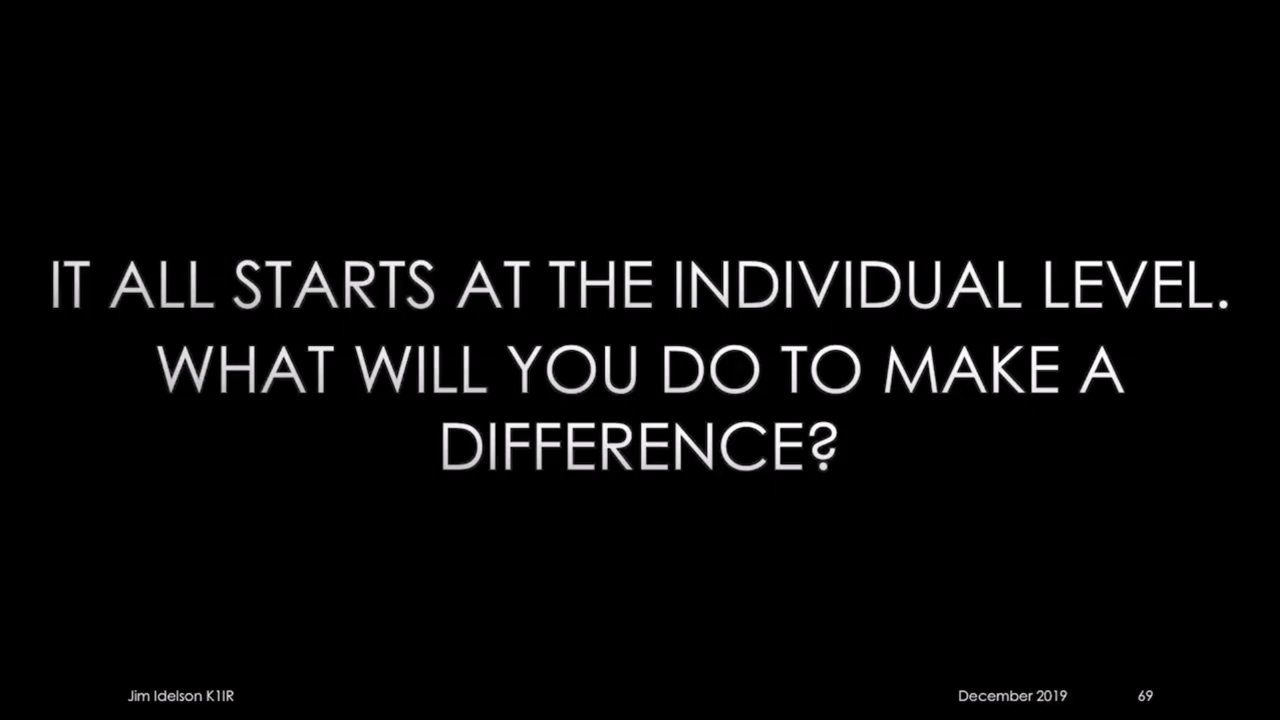 IT ALL STARTS AT THE INDIVIDUAL LEVEL.
WHAT WILL YOU DO TO MAKE A
DIFFERENCE?
Jim Idelson K1IR
December 2019
69